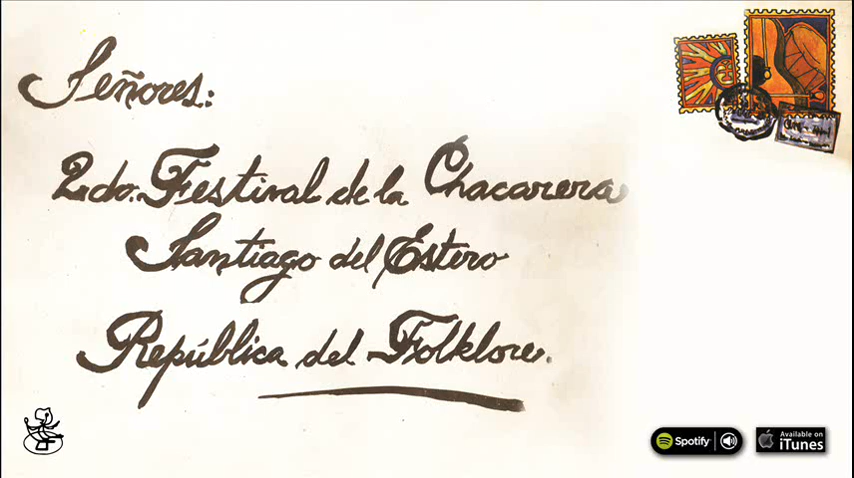 Señores:
2do. Festival de la Chacarera
Santiago del Estero
República del Folklore.
Spotify
Available on
iTunes